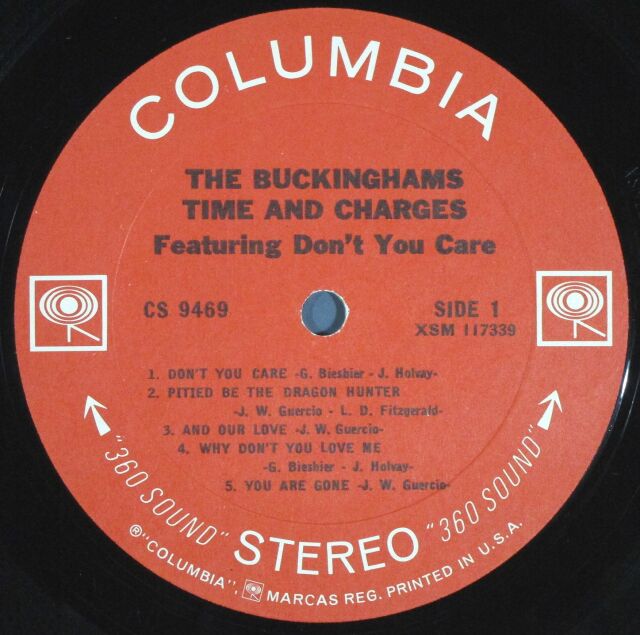 COLUMBIA
THE BUCKINGHAMS
TIME AND CHARGES
Featuring Don't You Care
CS 9469
SIDE 1
XSM 117339
1. DON'T YOU CARE -G. Biesbier - J. Holvay-
2. PITIED BE THE DRAGON HUNTER
-J. W. Guercio - L. D. Fitzgerald-
3. AND OUR LOVE -J. W. Guercio-
4. WHY DON'T YOU LOVE ME
-G. Biesbier - J. Holvay-
5. YOU ARE GONE -J. W. Guercio-
"360 SOUND" STEREO "360 SOUND"
® "COLUMBIA", MARCAS REG. PRINTED IN U.S.A.